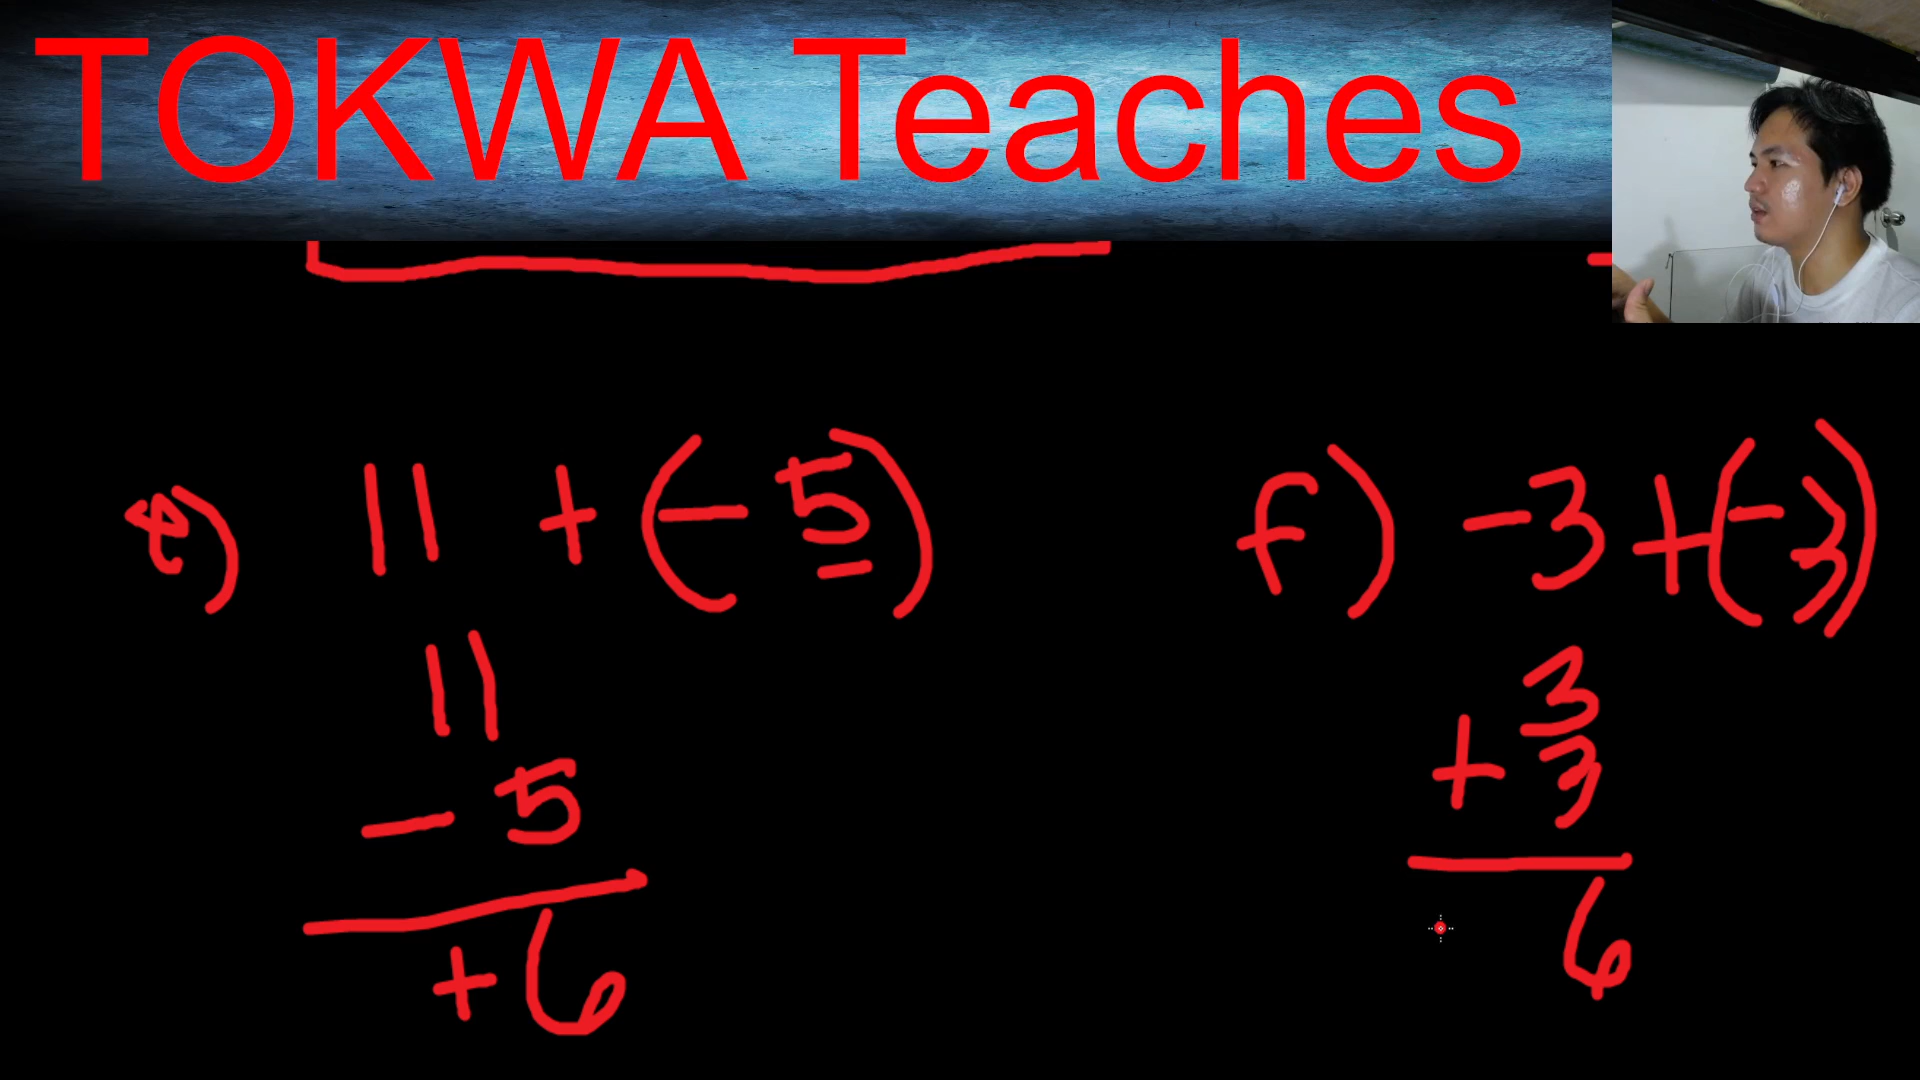 TOKWA Teaches
e) 11 + (-5)
11
- 5
+6
f) -3 + (-3)
3
+ 3
6